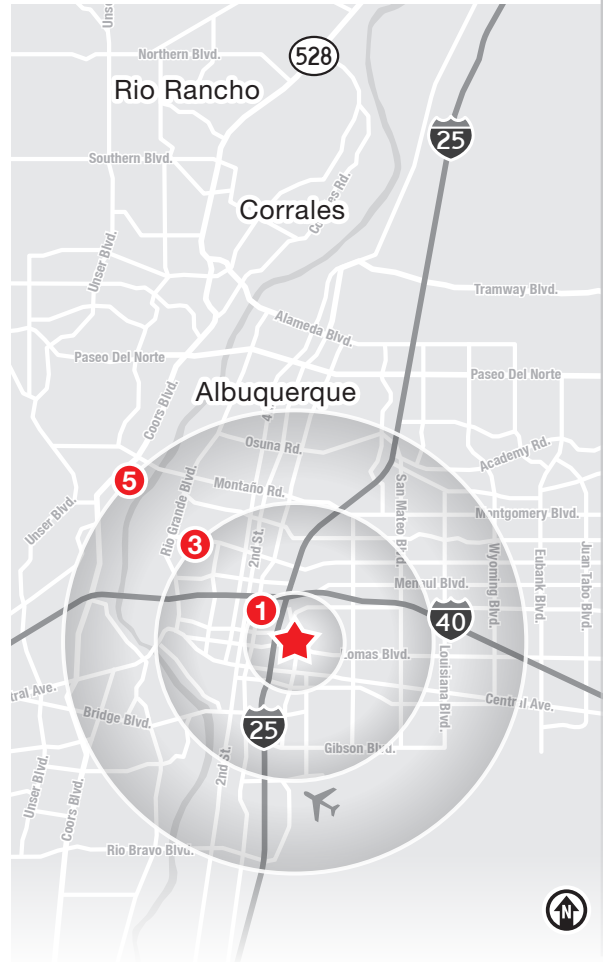 Uns
Northern Blvd.
528
Rio Rancho
25
Southern Blvd.
Corrales
Rd.
Unser Blvd.
Tramway Blvd.
Alameda Blvd.
Paseo Del Norte
Paseo Del Norte
Albuquerque
Coors Blvd.
4
Osuna Rd.
Academy Rd.
5
Montaño Rd.
San Mateo Blvd.
Unser Blvd.
Rio Grande Blvd.
Montgomery Blvd.
3
2nd St.
Wyoming Blvd.
Eubank Blvd.
Juan Tabo Blvd.
Menaul Blvd.
1
40
Lomas Blvd.
Louisiana Blvd.
tral Ave.
Central Ave.
Bridge Blvd.
25
Gibson Blvd.
2nd St.
Unser Blvd.
Coors Blvd.
Rio Bravo Blvd.
N